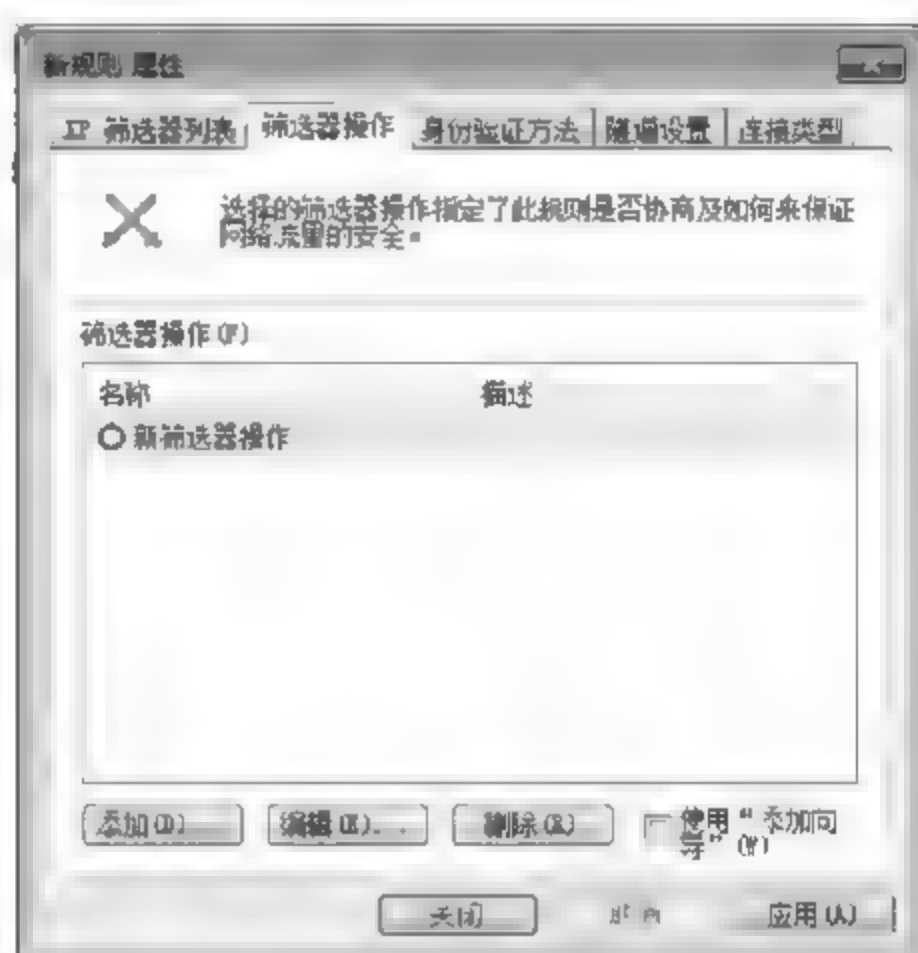 新规则 属性
IP 筛选器列表 筛选器操作 身份验证方法 隧道设置 连接类型
选择的筛选器操作指定了此规则是否协商及如何来保证
网络流量的安全。
筛选器操作(F)
名称 描述
新筛选器操作
添加(D) 编辑(E)... 删除(R) 使用“添加向
导”(W)
关闭 应用(A)